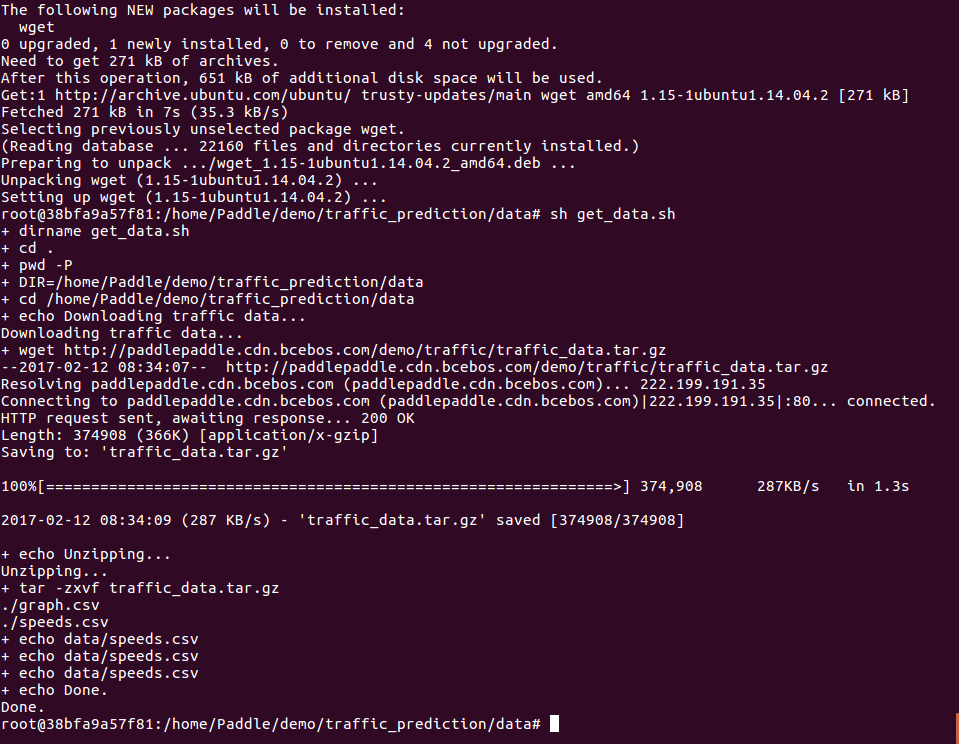 The following NEW packages will be installed:
  wget
0 upgraded, 1 newly installed, 0 to remove and 4 not upgraded.
Need to get 271 kB of archives.
After this operation, 651 kB of additional disk space will be used.
Get:1 http://archive.ubuntu.com/ubuntu/ trusty-updates/main wget amd64 1.15-1ubuntu1.14.04.2 [271 kB]
Fetched 271 kB in 7s (35.3 kB/s)
Selecting previously unselected package wget.
(Reading database ... 22160 files and directories currently installed.)
Preparing to unpack .../wget_1.15-1ubuntu1.14.04.2_amd64.deb ...
Unpacking wget (1.15-1ubuntu1.14.04.2) ...
Setting up wget (1.15-1ubuntu1.14.04.2) ...
root@38bfa9a57f81:/home/Paddle/demo/traffic_prediction/data# sh get_data.sh
+ dirname get_data.sh
+ cd .
+ pwd -P
+ DIR=/home/Paddle/demo/traffic_prediction/data
+ cd /home/Paddle/demo/traffic_prediction/data
+ echo Downloading traffic data...
Downloading traffic data...
+ wget http://paddlepaddle.cdn.bcebos.com/demo/traffic/traffic_data.tar.gz
--2017-02-12 08:34:07--  http://paddlepaddle.cdn.bcebos.com/demo/traffic/traffic_data.tar.gz
Resolving paddlepaddle.cdn.bcebos.com (paddlepaddle.cdn.bcebos.com)... 222.199.191.35
Connecting to paddlepaddle.cdn.bcebos.com (paddlepaddle.cdn.bcebos.com)|222.199.191.35|:80... connected.
HTTP request sent, awaiting response... 200 OK
Length: 374908 (366K) [application/x-gzip]
Saving to: 'traffic_data.tar.gz'
100%[================================================================>] 374,908      287KB/s   in 1.3s
2017-02-12 08:34:09 (287 KB/s) - 'traffic_data.tar.gz' saved [374908/374908]
+ echo Unzipping...
Unzipping...
+ tar -zxvf traffic_data.tar.gz
./graph.csv
./speeds.csv
+ echo data/speeds.csv
+ echo data/speeds.csv
+ echo data/speeds.csv
+ echo Done.
Done.
root@38bfa9a57f81:/home/Paddle/demo/traffic_prediction/data#